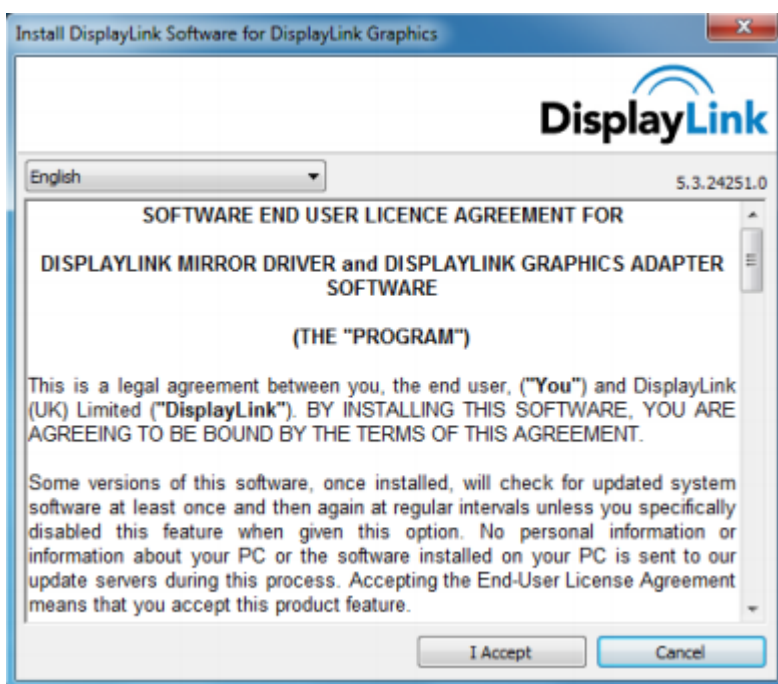 Install DisplayLink Software for DisplayLink Graphics
DisplayLink
English
5.3.24251.0
SOFTWARE END USER LICENCE AGREEMENT FOR
DISPLAYLINK MIRROR DRIVER and DISPLAYLINK GRAPHICS ADAPTER
SOFTWARE
(THE "PROGRAM")
This is a legal agreement between you, the end user, ("You") and DisplayLink
(UK) Limited ("DisplayLink"). BY INSTALLING THIS SOFTWARE, YOU ARE
AGREEING TO BE BOUND BY THE TERMS OF THIS AGREEMENT.
Some versions of this software, once installed, will check for updated system
software at least once and then again at regular intervals unless you specifically
disabled this feature when given this option. No personal information or
information about your PC or the software installed on your PC is sent to our
update servers during this process. Accepting the End-User License Agreement
means that you accept this product feature.
I Accept
Cancel